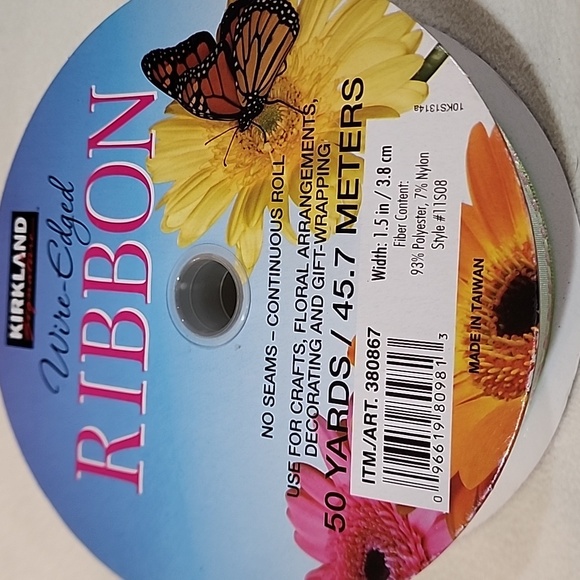 KIRKLAND
Signature
Wire-Edged
RIBBON
NO SEAMS – CONTINUOUS ROLL
USE FOR CRAFTS, FLORAL ARRANGEMENTS,
DECORATING AND GIFT-WRAPPING
50 YARDS / 45.7 METERS
ITM./ART. 380867
Width: 1.5 in / 3.8 cm
Fiber Content:
93% Polyester, 7% Nylon
Style #11S08
0 96619 80981 3
MADE IN TAIWAN
10KS1314a